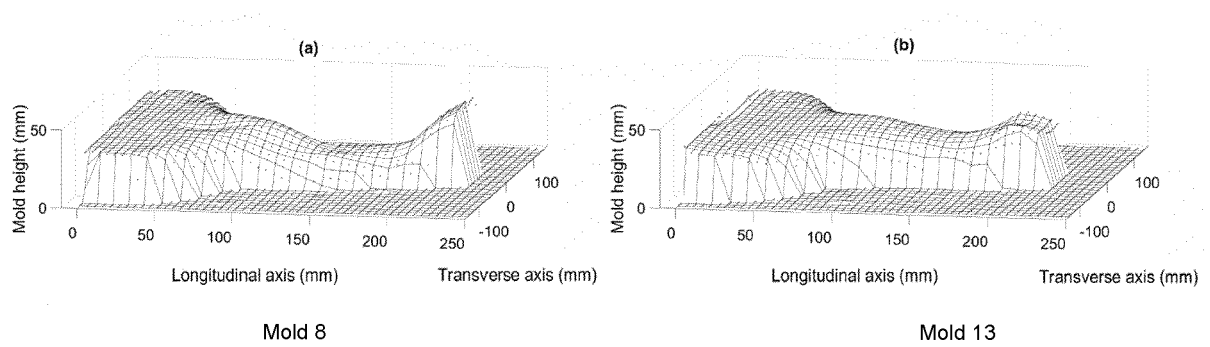 (a)
Mold height (mm)
50
0
0
50
100
150
200
250
-100
0
100
Longitudinal axis (mm)
Transverse axis (mm)
Mold 8
(b)
Mold height (mm)
50
0
0
50
100
150
200
250
-100
0
100
Longitudinal axis (mm)
Transverse axis (mm)
Mold 13